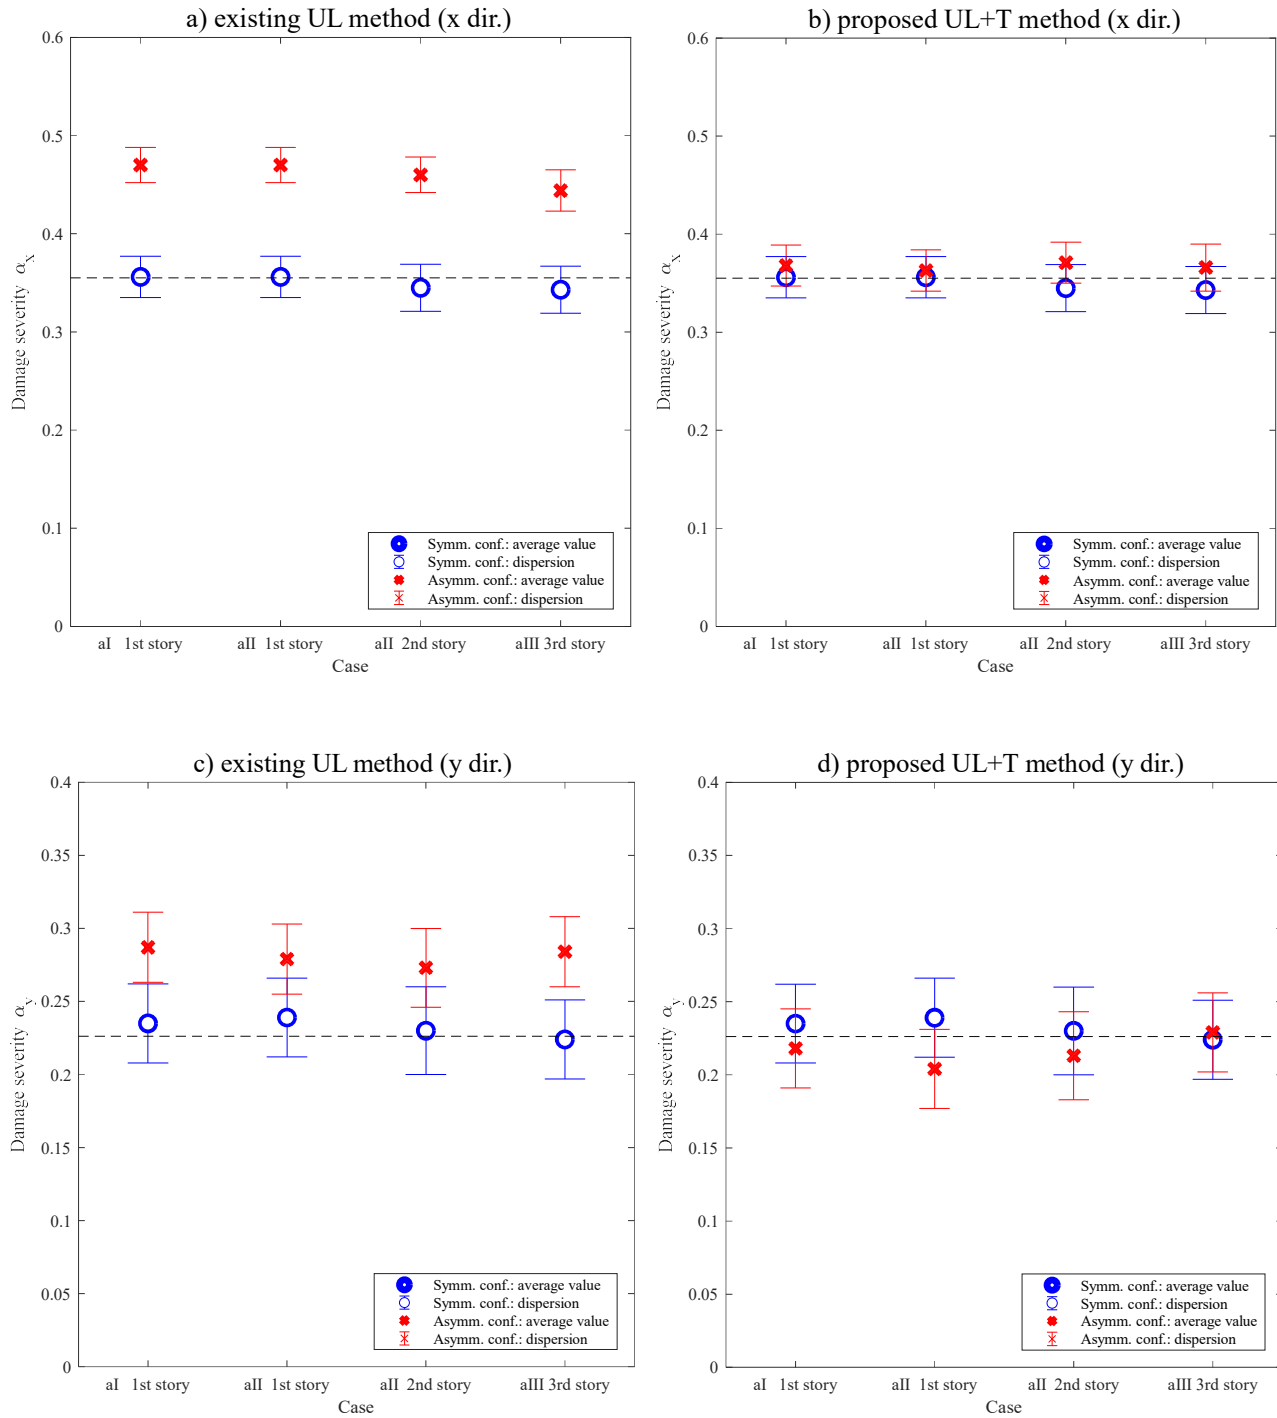 a) existing UL method (x dir.)
0.6
0.5
0.4
0.3
0.2
0.1
0
Damage severity αx
Symm. conf.: average value
Symm. conf.: dispersion
Asymm. conf.: average value
Asymm. conf.: dispersion
aI 1st story
aII 1st story
aII 2nd story
aIII 3rd story
Case
b) proposed UL+T method (x dir.)
0.6
0.5
0.4
0.3
0.2
0.1
0
Damage severity αx
Symm. conf.: average value
Symm. conf.: dispersion
Asymm. conf.: average value
Asymm. conf.: dispersion
aI 1st story
aII 1st story
aII 2nd story
aIII 3rd story
Case
c) existing UL method (y dir.)
0.4
0.35
0.3
0.25
0.2
0.15
0.1
0.05
0
Damage severity αy
Symm. conf.: average value
Symm. conf.: dispersion
Asymm. conf.: average value
Asymm. conf.: dispersion
aI 1st story
aII 1st story
aII 2nd story
aIII 3rd story
Case
d) proposed UL+T method (y dir.)
0.4
0.35
0.3
0.25
0.2
0.15
0.1
0.05
0
Damage severity αy
Symm. conf.: average value
Symm. conf.: dispersion
Asymm. conf.: average value
Asymm. conf.: dispersion
aI 1st story
aII 1st story
aII 2nd story
aIII 3rd story
Case